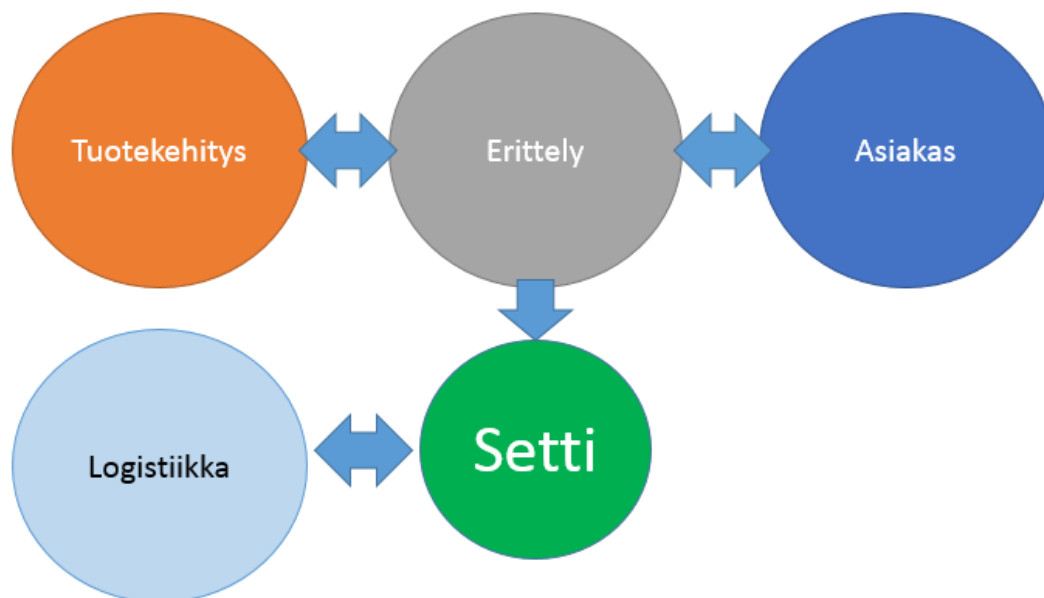 Tuotekehitys
Erittely
Asiakas
Logistiikka
Setti